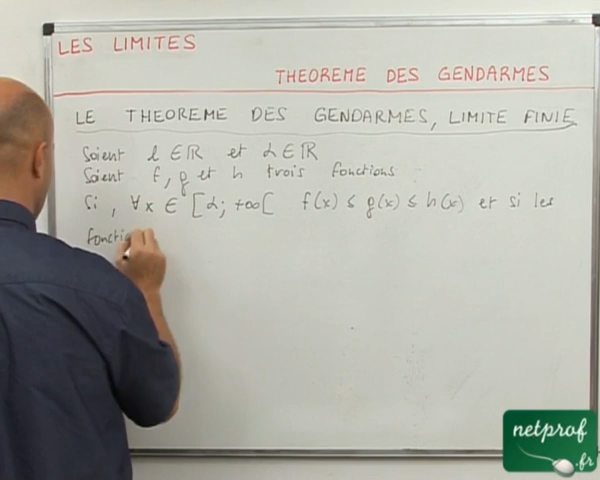 LES LIMITES
THEOREME DES GENDARMES
LE THEOREME DES GENDARMES, LIMITE FINIE
Soient l ∈ ℝ et α ∈ ℝ
Soient f, g et h trois fonctions :
Si, ∀x ∈ [α; +∞[ f(x) ≤ g(x) ≤ h(x) et si les
foncti
netprof
.fr